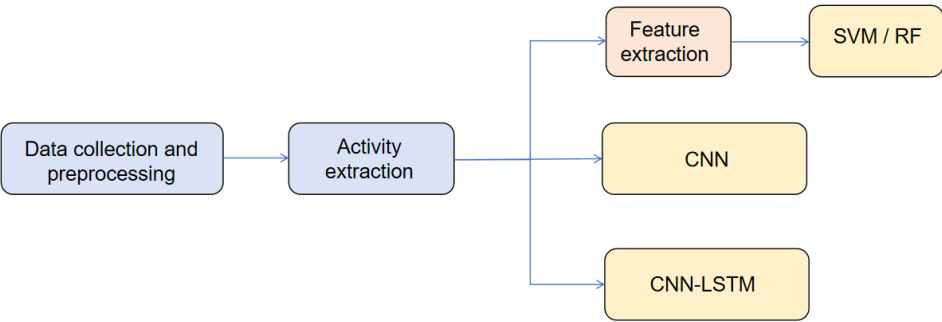 Data collection and
preprocessing
Activity
extraction
Feature
extraction
SVM / RF
CNN
CNN-LSTM